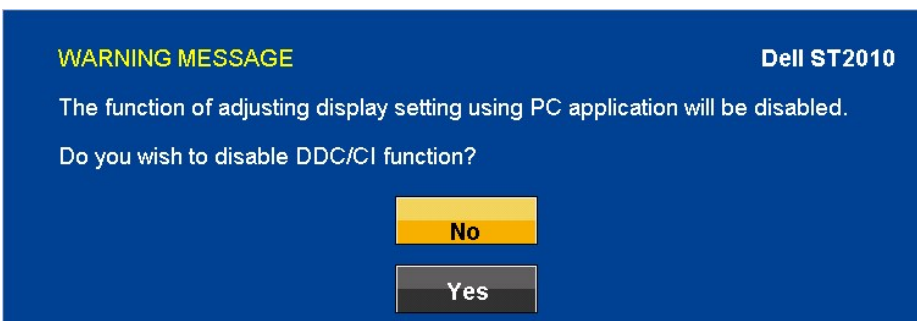 WARNING MESSAGE Dell ST2010
The function of adjusting display setting using PC application will be disabled.
Do you wish to disable DDC/CI function?
No
Yes